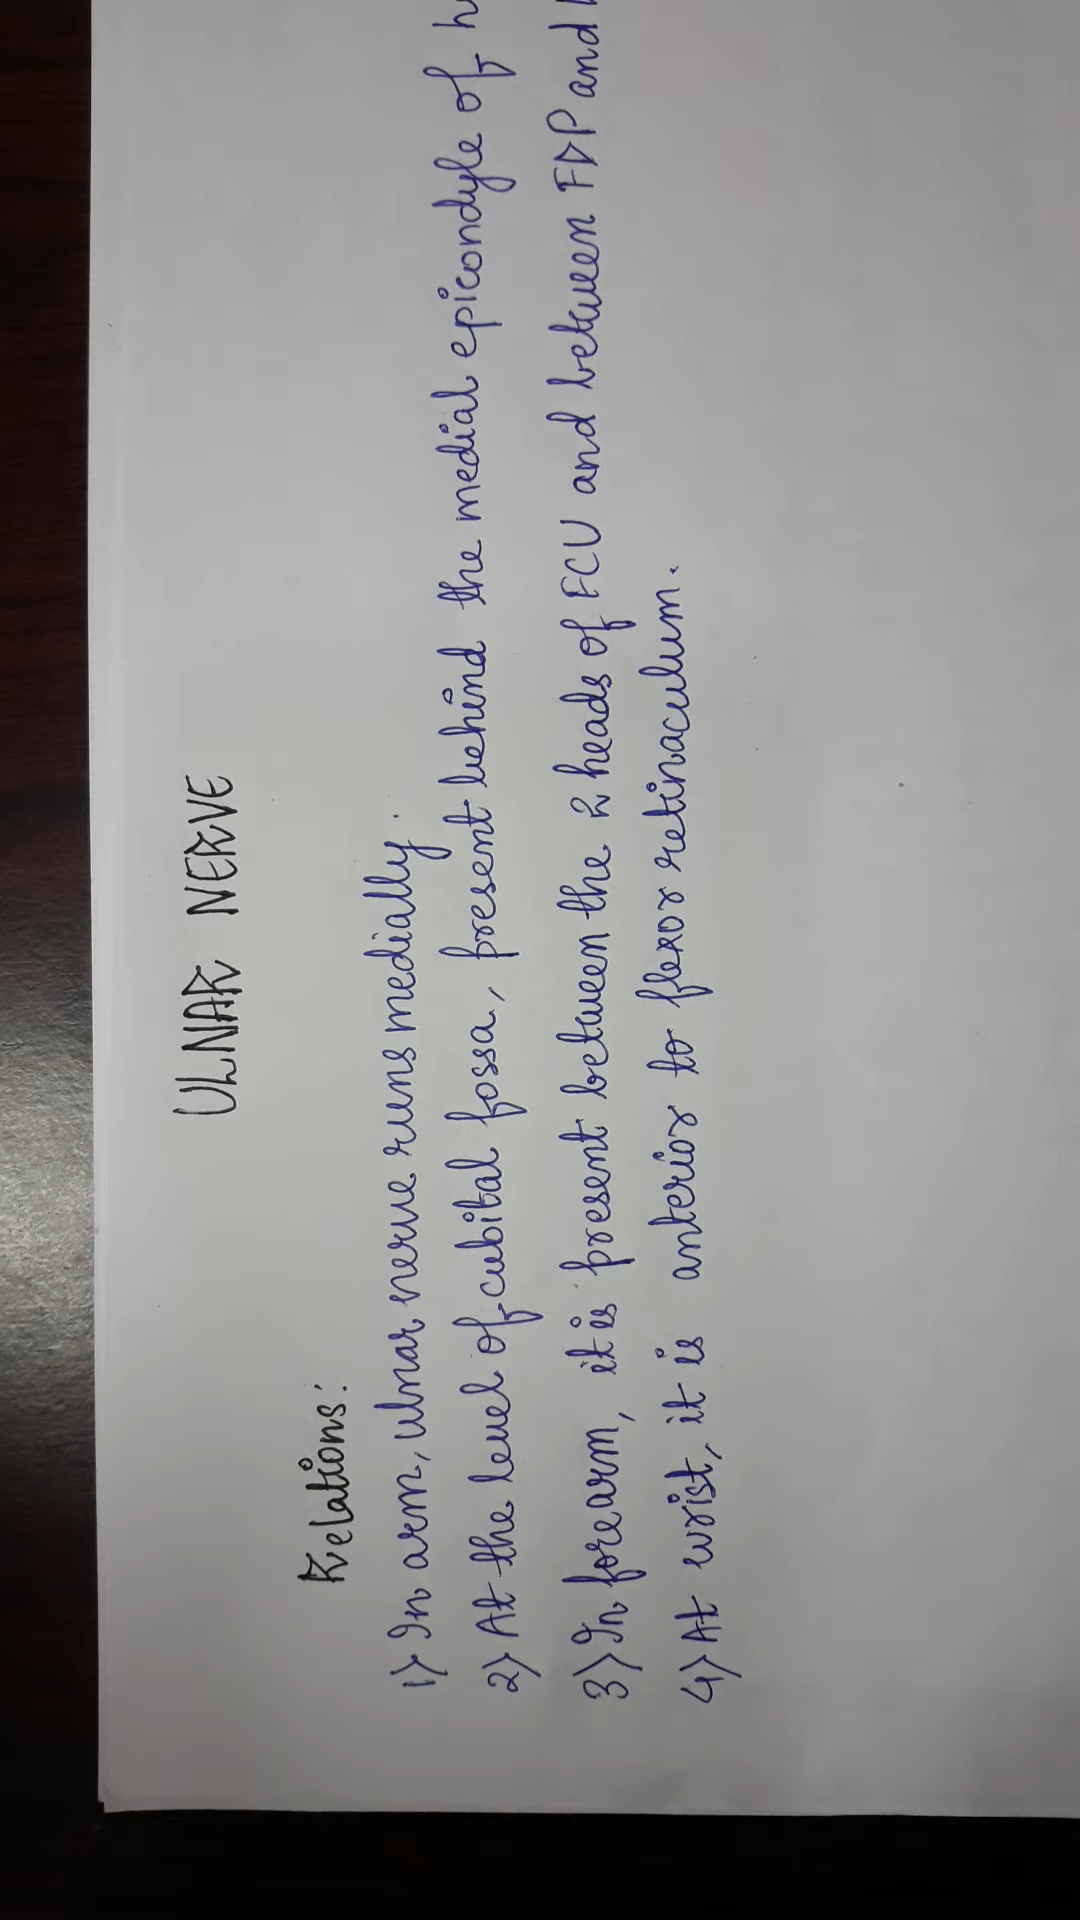 ULNAR NERVE
Relations:
1) In arm, ulnar nerve runs medially.
2) At the level of cubital fossa, present behind the medial epicondyle of
3) In forearm, it is present between the 2 heads of FCU and between FDP and
4) At wrist, it is anterior to flexor retinaculum.